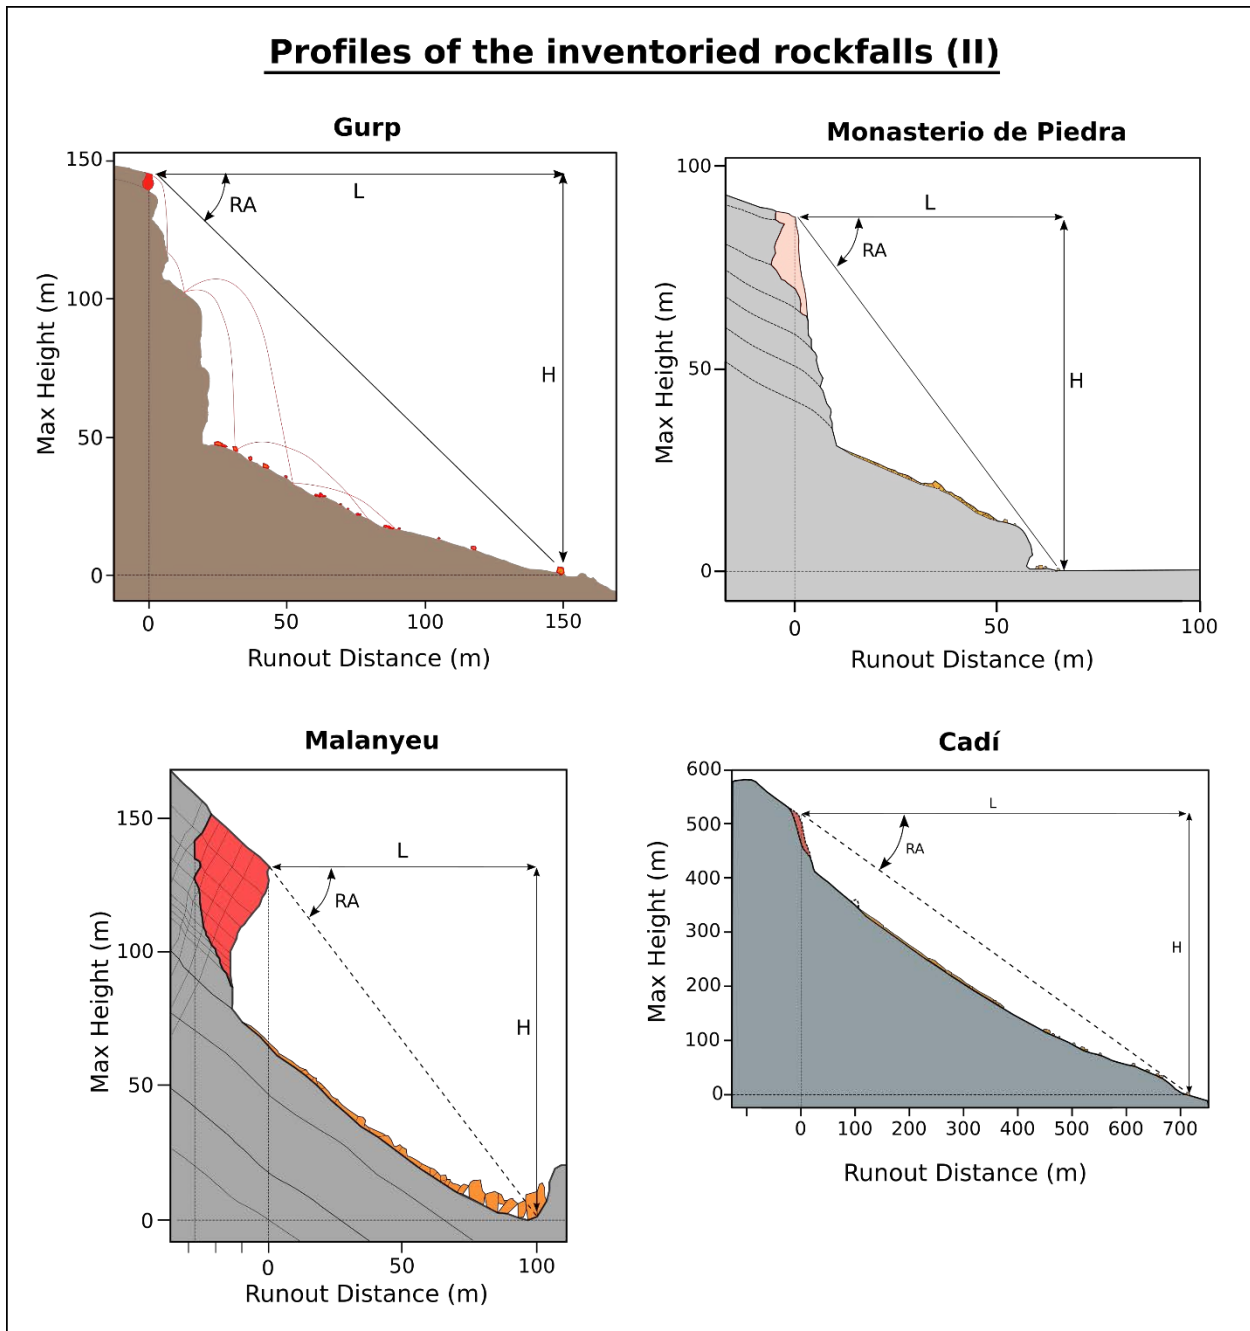 Profiles of the inventoried rockfalls (II)
Gurp
150
100
50
0
Max Height (m)
L
RA
H
0
50
100
150
Runout Distance (m)
Monasterio de Piedra
100
50
0
Max Height (m)
L
RA
H
0
50
100
Runout Distance (m)
Malanyeu
150
100
50
0
Max Height (m)
L
RA
H
0
50
100
Runout Distance (m)
Cadí
600
500
400
300
200
100
0
Max Height (m)
L
RA
H
0
100
200
300
400
500
600
700
Runout Distance (m)